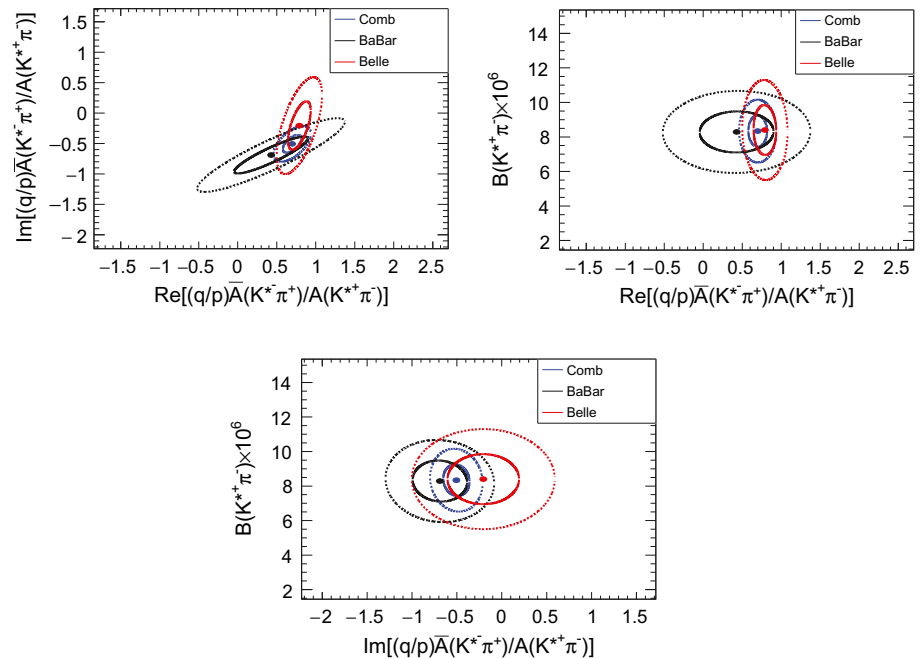 Im[(q/p)A̅(K*⁻π⁺)/A(K*⁺π⁻)]
1.5
1
0.5
0
−0.5
−1
−1.5
−2
Comb
BaBar
Belle
−1.5 −1 −0.5 0 0.5 1 1.5 2 2.5
Re[(q/p)A̅(K*⁻π⁺)/A(K*⁺π⁻)]
B(K*⁺π⁻)×10⁶
14
12
10
8
6
4
2
Comb
BaBar
Belle
−1.5 −1 −0.5 0 0.5 1 1.5 2 2.5
Re[(q/p)A̅(K*⁻π⁺)/A(K*⁺π⁻)]
B(K*⁺π⁻)×10⁶
14
12
10
8
6
4
2
Comb
BaBar
Belle
−2 −1.5 −1 −0.5 0 0.5 1 1.5
Im[(q/p)A̅(K*⁻π⁺)/A(K*⁺π⁻)]